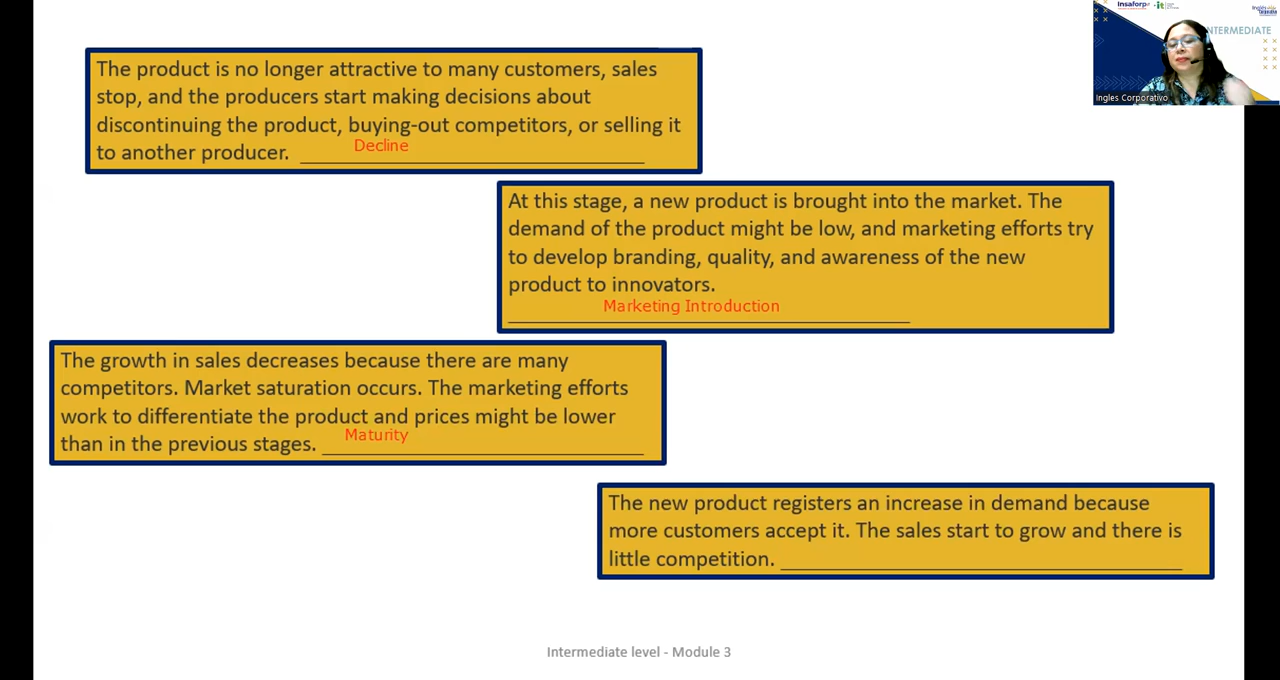 The product is no longer attractive to many customers, sales
stop, and the producers start making decisions about
discontinuing the product, buying-out competitors, or selling it
to another producer. Decline
At this stage, a new product is brought into the market. The
demand of the product might be low, and marketing efforts try
to develop branding, quality, and awareness of the new
product to innovators.
Marketing Introduction
The growth in sales decreases because there are many
competitors. Market saturation occurs. The marketing efforts
work to differentiate the product and prices might be lower
than in the previous stages. Maturity
The new product registers an increase in demand because
more customers accept it. The sales start to grow and there is
little competition.
Intermediate level - Module 3
Insaforp
it
NTERMEDIATE
Ingles Corporativo